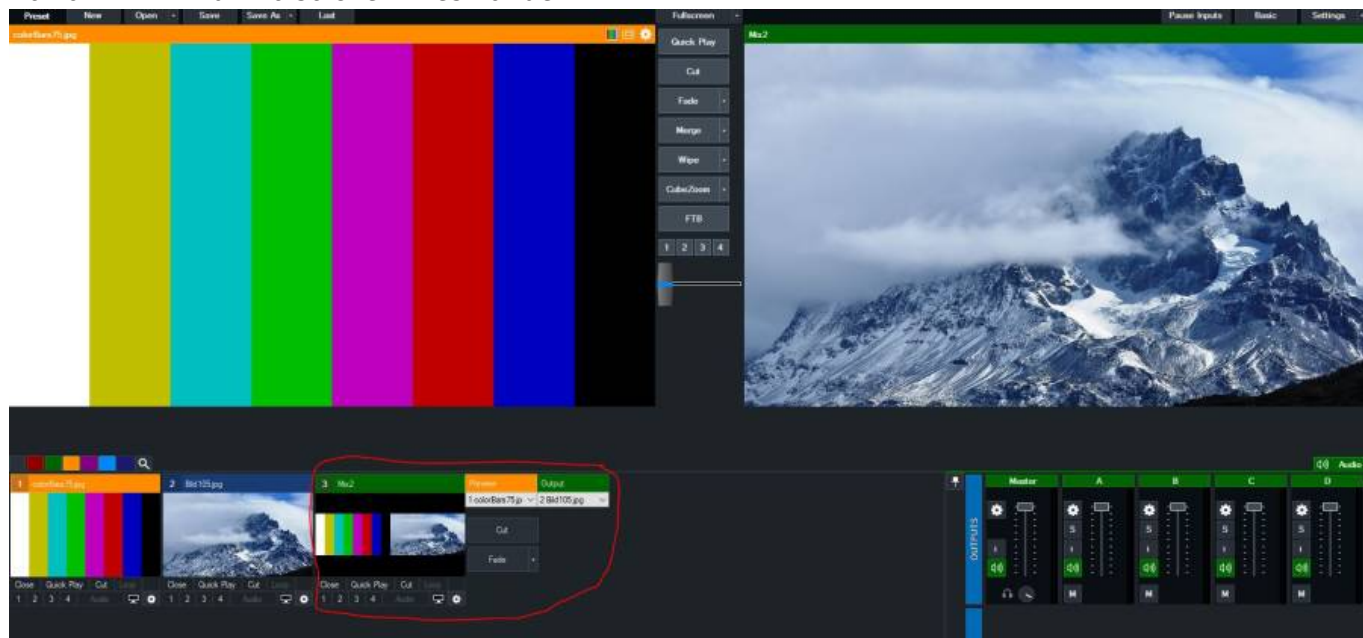 Preset New Open Save Save As Last Fullscreen Pause Inputs Basic Settings
colorBars75.jpg
Mix2
Quick Play
Cut
Fade
Merge
Wipe
CubeZoom
FTB
1 2 3 4
Audio
1 colorBars75.jpg 2 Bild105.jpg 3 Mix2 Preview Output
1 colorBars75.jp 2 Bild105.jpg
Cut
Fade
Close Quick Play Cut Loop Close Quick Play Cut Loop Close Quick Play Cut Loop
1 2 3 4 Audio 1 2 3 4 Audio 1 2 3 4 Audio
OUTPUTS
Master A B C D
S S S S
M M M M